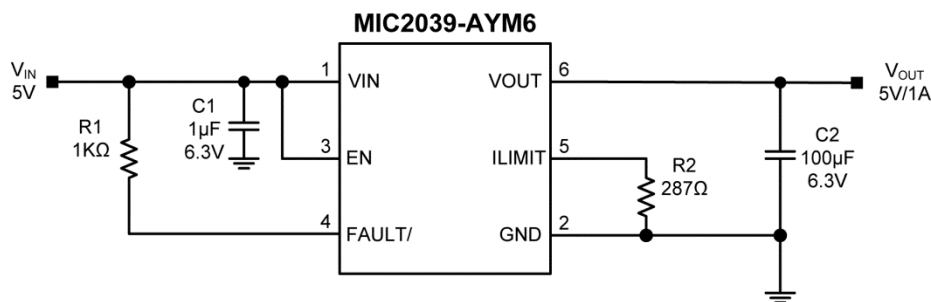 MIC2039-AYM6
VIN
5V
R1
1KΩ
C1
1µF
6.3V
1
VIN
3
EN
4
FAULT/
VOUT
6
ILIMIT
5
GND
2
R2
287Ω
C2
100µF
6.3V
VOUT
5V/1A